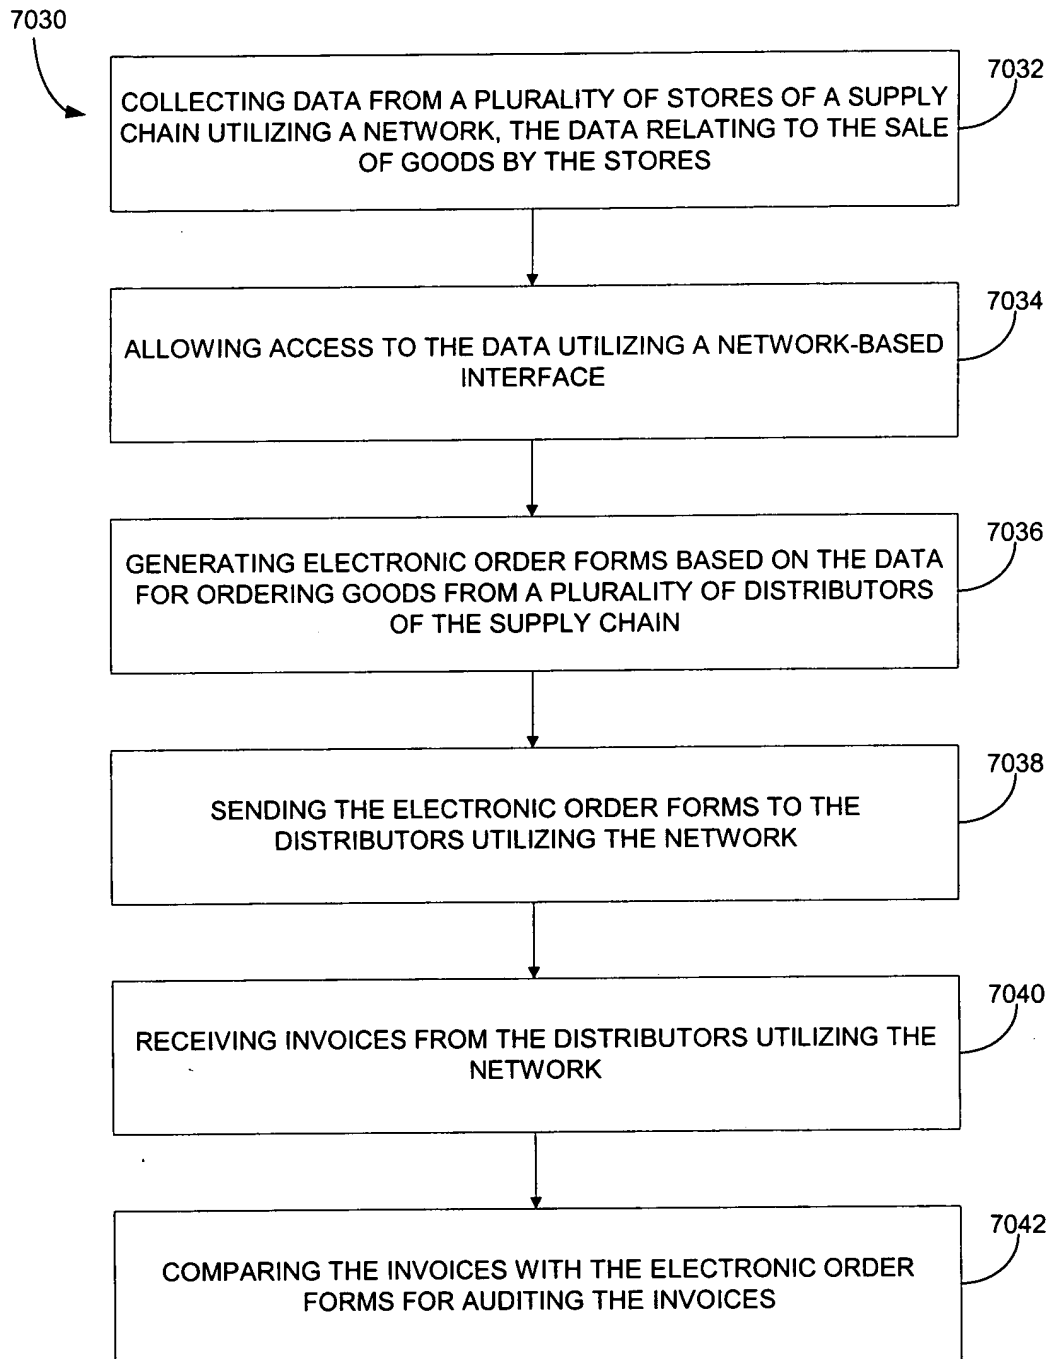 7030
7032
COLLECTING DATA FROM A PLURALITY OF STORES OF A SUPPLY
CHAIN UTILIZING A NETWORK, THE DATA RELATING TO THE SALE
OF GOODS BY THE STORES
7034
ALLOWING ACCESS TO THE DATA UTILIZING A NETWORK-BASED
INTERFACE
7036
GENERATING ELECTRONIC ORDER FORMS BASED ON THE DATA
FOR ORDERING GOODS FROM A PLURALITY OF DISTRIBUTORS
OF THE SUPPLY CHAIN
7038
SENDING THE ELECTRONIC ORDER FORMS TO THE
DISTRIBUTORS UTILIZING THE NETWORK
7040
RECEIVING INVOICES FROM THE DISTRIBUTORS UTILIZING THE
NETWORK
7042
COMPARING THE INVOICES WITH THE ELECTRONIC ORDER
FORMS FOR AUDITING THE INVOICES